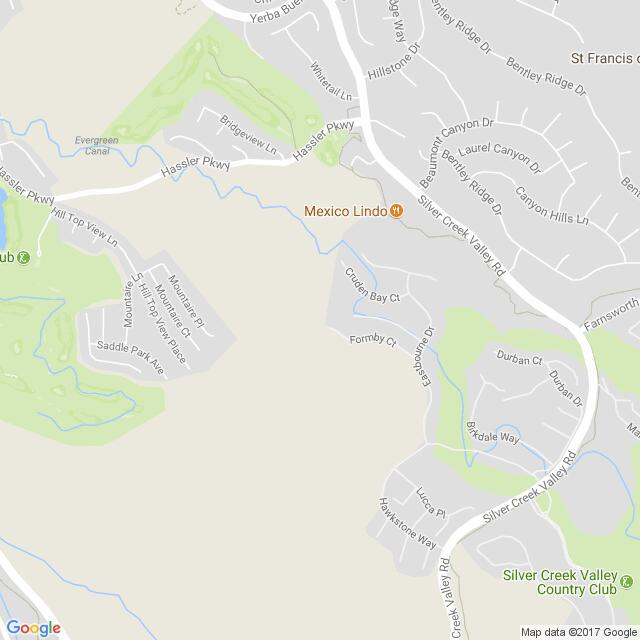 Yerba Bue
Bentley Ridge Dr
Hillstone Dr
Whitetail Ln
St Francis o
Bentley Ridge Dr
Bridgeview Ln
Hassler Pkwy
Beaumont Canyon Dr
Laurel Canyon Dr
Evergreen
Canal
Hassler Pkwy
Hassler Pkwy
Bentley Ridge Dr
Canyon Hills Ln
Mexico Lindo
Silver Creek Valley Rd
Hill Top View Ln
ub
Cruden Bay Ct
Mountaire Pl
Mountaire Ct
S Hill Top View Place
Mountaire
Farnsworth
Formby Ct
Eastbourne Dr
Saddle Park Ave
Durban Ct
Durban Dr
Birkdale Way
Silver Creek Valley Rd
Lucca Pl
Hawkstone Way
Creek Valley Rd
Silver Creek Valley
Country Club
Google
Map data ©2017 Google